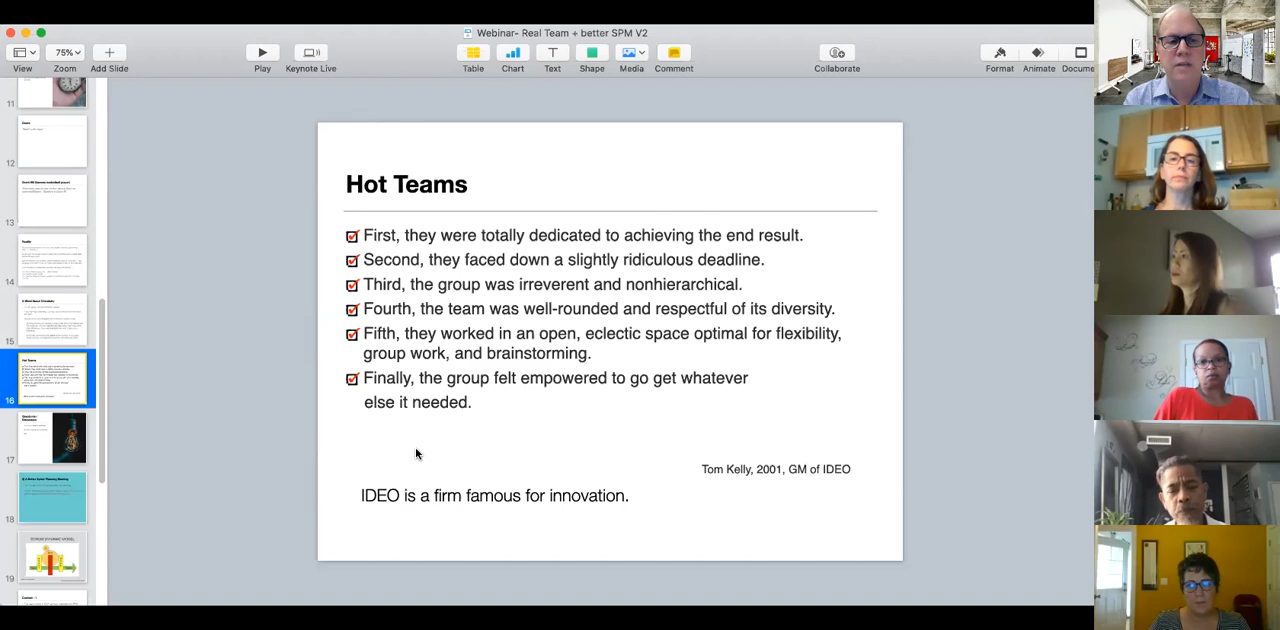 Webinar- Real Team + better SPM V2
75%
View
Zoom
Add Slide
Play
Keynote Live
Table
Chart
Text
Shape
Media
Comment
Collaborate
Format
Animate
Docume
11
12
13
14
15
16
17
18
19
Hot Teams
First, they were totally dedicated to achieving the end result.
Second, they faced down a slightly ridiculous deadline.
Third, the group was irreverent and nonhierarchical.
Fourth, the team was well-rounded and respectful of its diversity.
Fifth, they worked in an open, eclectic space optimal for flexibility,
group work, and brainstorming.
Finally, the group felt empowered to go get whatever
else it needed.
Tom Kelly, 2001, GM of IDEO
IDEO is a firm famous for innovation.